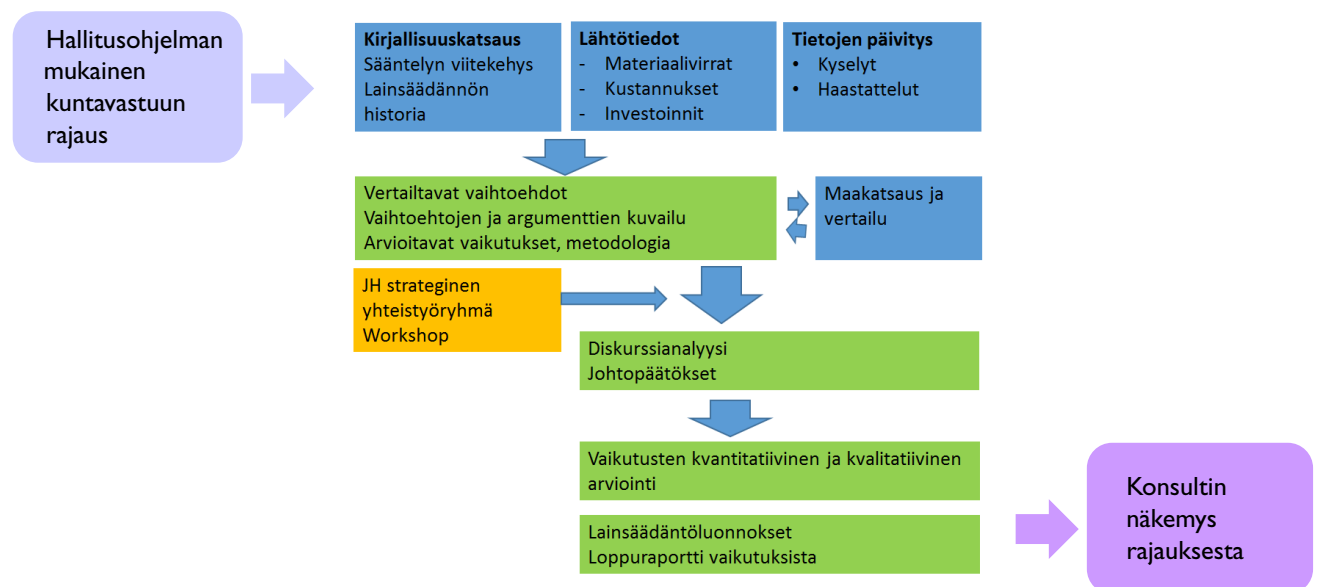 Hallitusohjelman
mukainen
kuntavastuun
rajaus
Kirjallisuuskatsaus
Sääntelyn viitekehys
Lainsäädännön
historia
Lähtötiedot
- Materiaalivirrat
- Kustannukset
- Investoinnit
Tietojen päivitys
• Kyselyt
• Haastattelut
Vertailtavat vaihtoehdot
Vaihtoehtojen ja argumenttien kuvailu
Arvioitavat vaikutukset, metodologia
Maakatsaus ja
vertailu
JH strateginen
yhteistyöryhmä
Workshop
Diskurssianalyysi
Johtopäätökset
Vaikutusten kvantitatiivinen ja kvalitatiivinen
arviointi
Lainsäädäntöluonnokset
Loppuraportti vaikutuksista
Konsultin
näkemys
rajauksesta